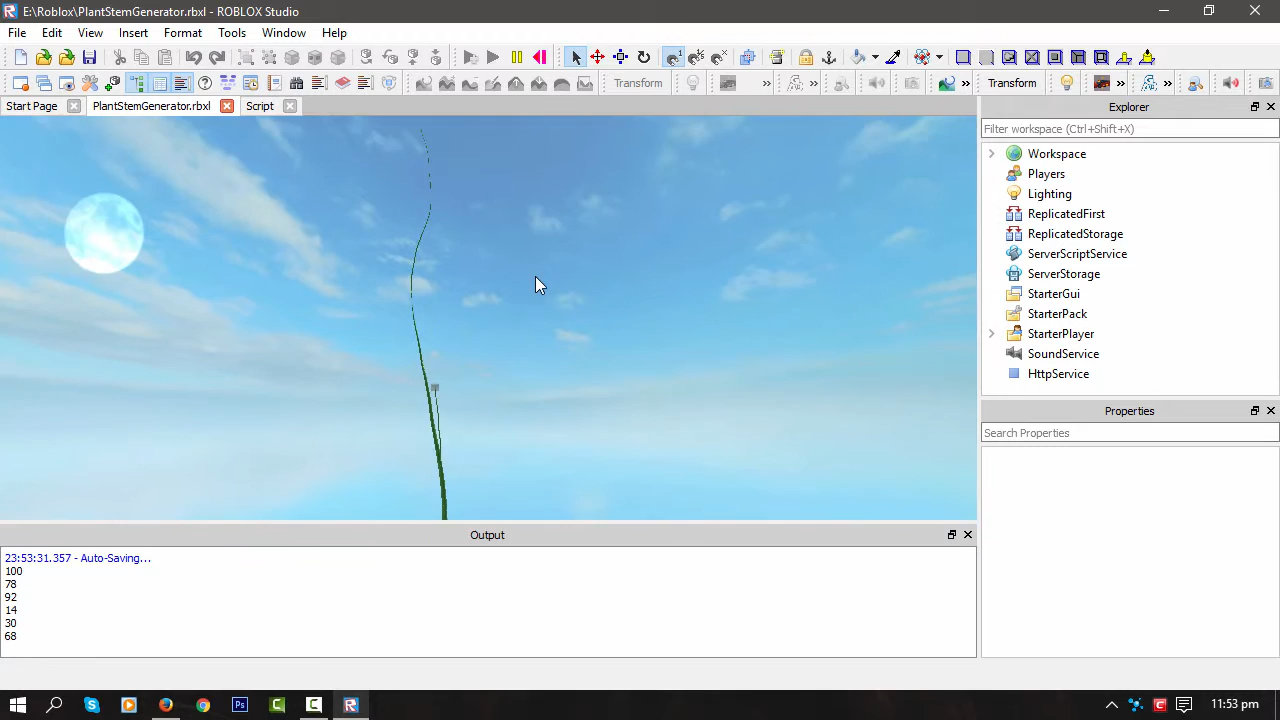 E:\Roblox\PlantStemGenerator.rbxl - ROBLOX Studio
File Edit View Insert Format Tools Window Help
Transform Transform
Start Page PlantStemGenerator.rbxl Script
Explorer
Filter workspace (Ctrl+Shift+X)
Workspace
Players
Lighting
ReplicatedFirst
ReplicatedStorage
ServerScriptService
ServerStorage
StarterGui
StarterPack
StarterPlayer
SoundService
HttpService
Properties
Search Properties
Output
23:53:31.357 - Auto-Saving...
100
78
92
14
30
68
11:53 pm